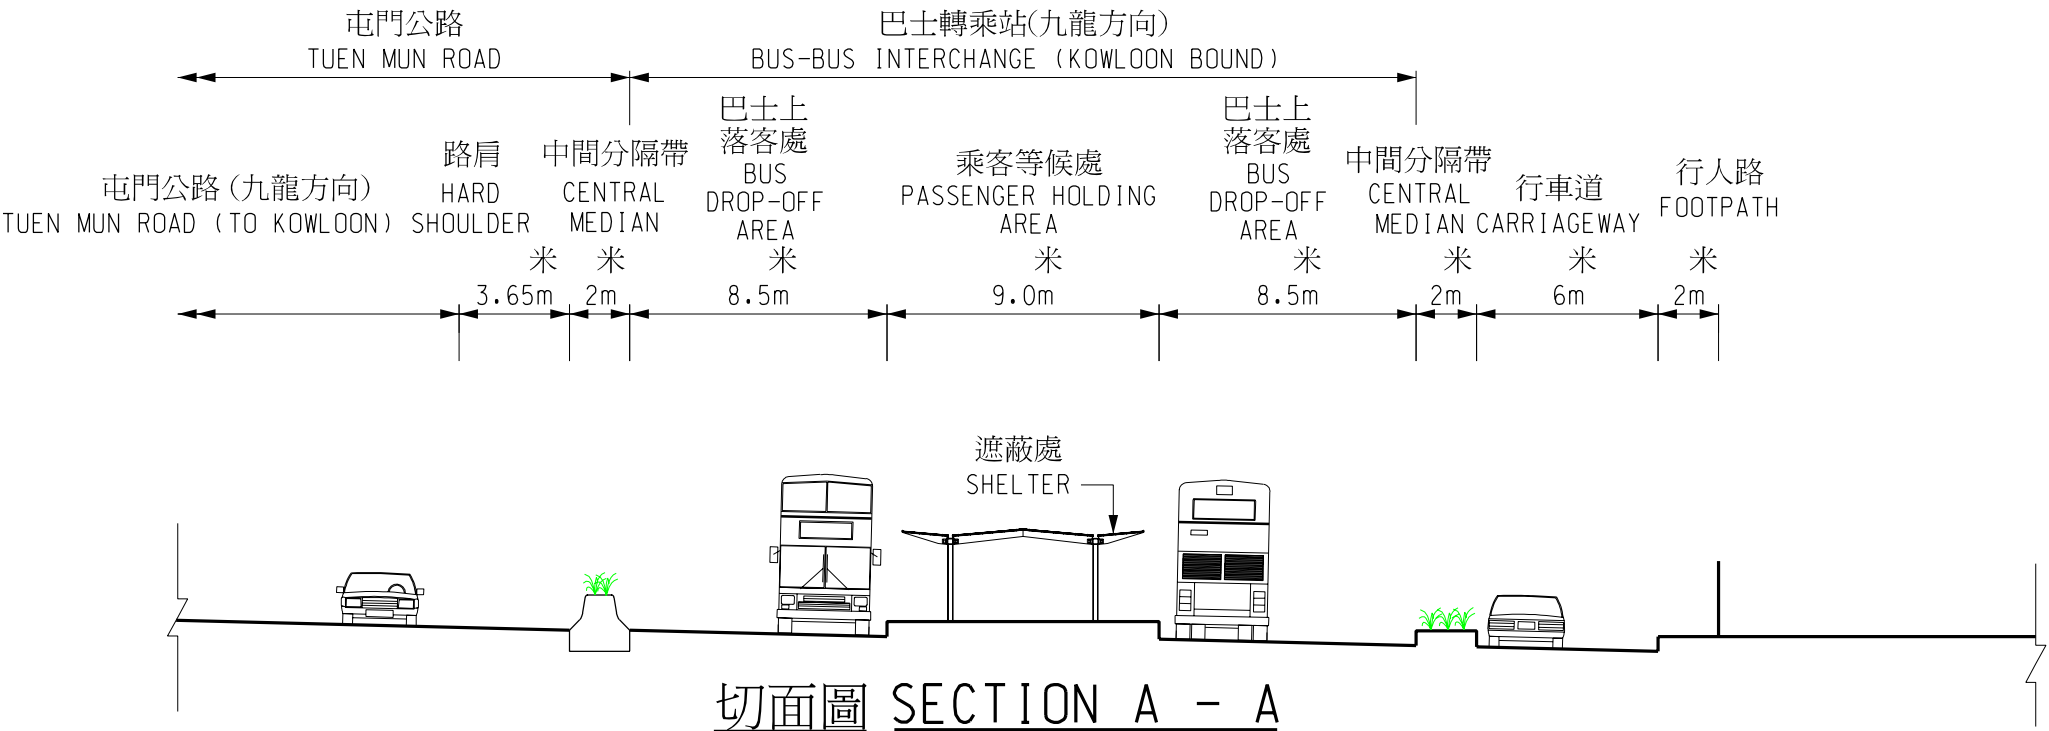 屯門公路
TUEN MUN ROAD
巴士轉乘站(九龍方向)
BUS-BUS INTERCHANGE (KOWLOON BOUND)
屯門公路 (九龍方向)
TUEN MUN ROAD (TO KOWLOON)
路肩
HARD
SHOULDER
米
3.65m
中間分隔帶
CENTRAL
MEDIAN
米
2m
巴士上
落客處
BUS
DROP-OFF
AREA
米
8.5m
乘客等候處
PASSENGER HOLDING
AREA
米
9.0m
巴士上
落客處
BUS
DROP-OFF
AREA
米
8.5m
中間分隔帶
CENTRAL
MEDIAN
米
2m
行車道
CARRIAGEWAY
米
6m
行人路
FOOTPATH
米
2m
遮蔽處
SHELTER
切面圖 SECTION A - A